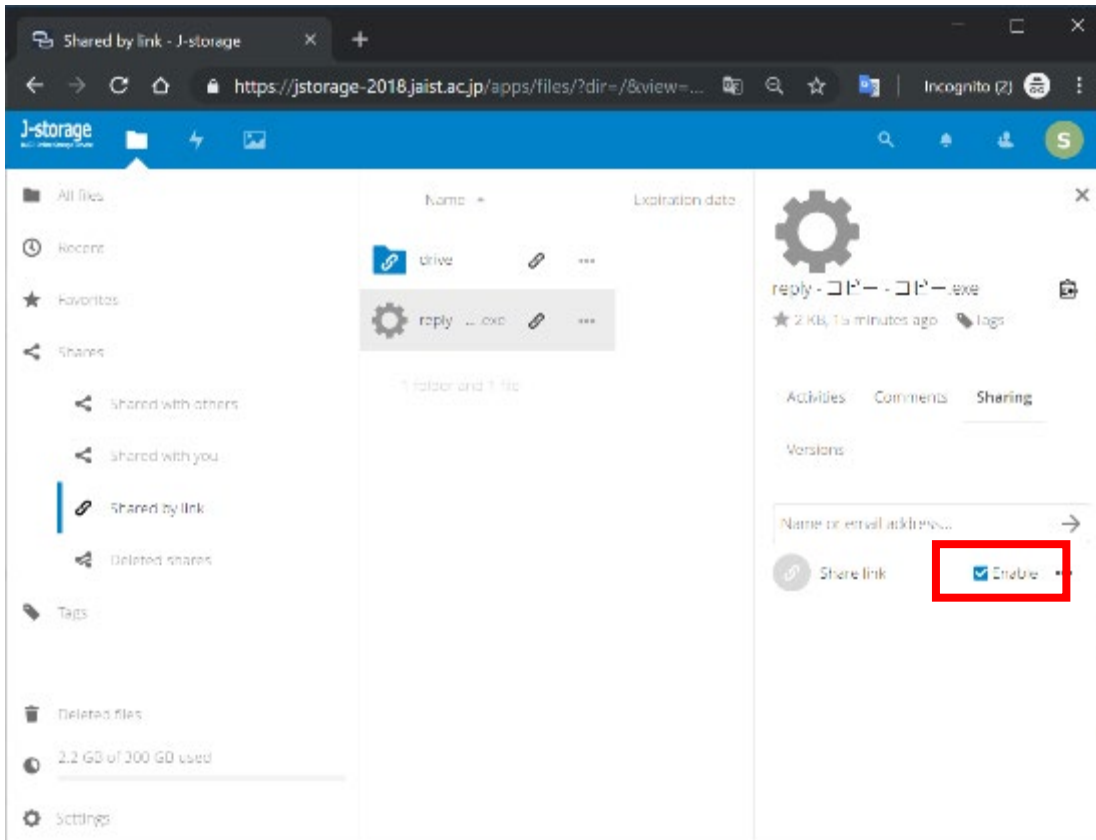 Shared by link - J-storage
https://jstorage-2018.jaist.ac.jp/apps/files/?dir=/&view=...
Incognito (2)
J-storage
S
All files
Recent
Favorites
Shares
Shared with others
Shared with you
Shared by link
Deleted shares
Tags
Deleted files
2.2 GB of 300 GB used
Settings
Name
Expiration date
drive
reply - ... .exe
1 folder and 1 file
reply - コピー - コピー.exe
2 KB, 15 minutes ago
Tags
Activities
Comments
Sharing
Versions
Name or email address...
Share link
Enable